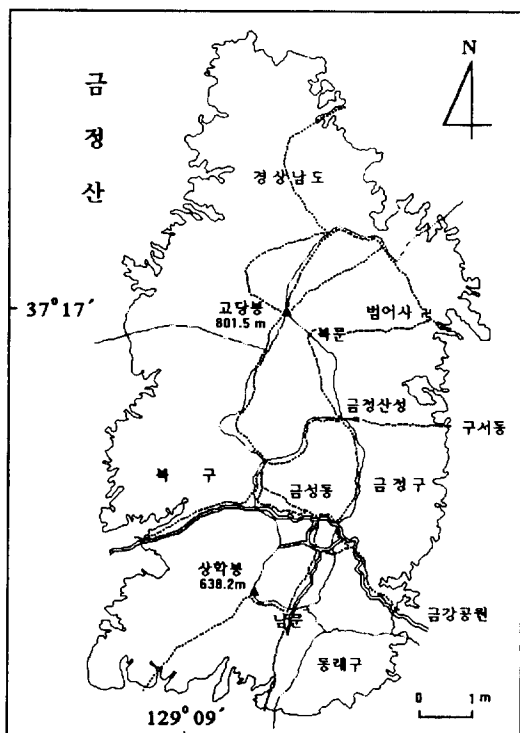 금정산
N
경상남도
37°17′
고당봉
801.5 m
범어사
북문
금정산성
구서동
북구
금성동
금정구
상학봉
638.2m
남문
금강공원
동래구
0 1 m
129°09′